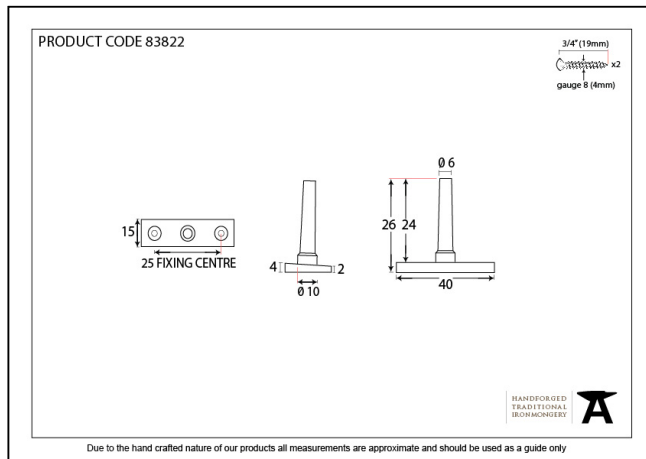 PRODUCT CODE 83822
3/4" (19mm)
x2
gauge 8 (4mm)
Ø 6
15
25 FIXING CENTRE
4
2
Ø 10
26
24
40
HANDFORGED
TRADITIONAL
IRONMONGERY
Due to the hand crafted nature of our products all measurements are approximate and should be used as a guide only